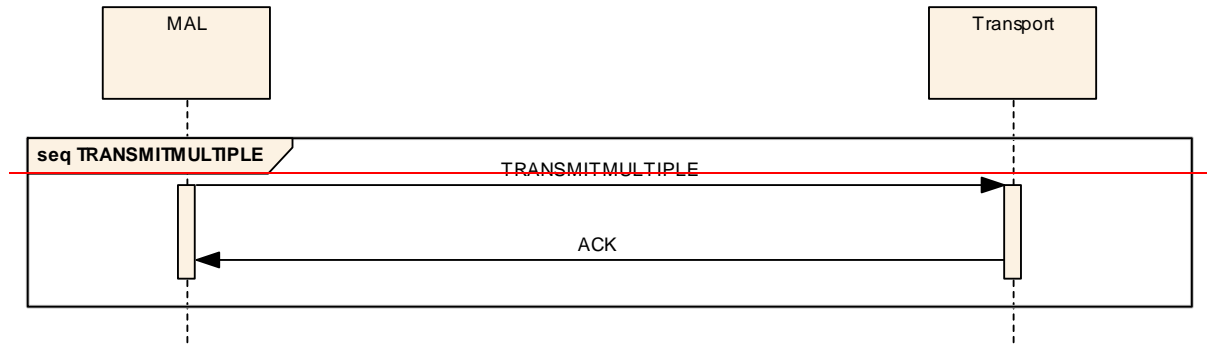 MAL
Transport
seq TRANSMITMULTIPLE
TRANSMITMULTIPLE
ACK